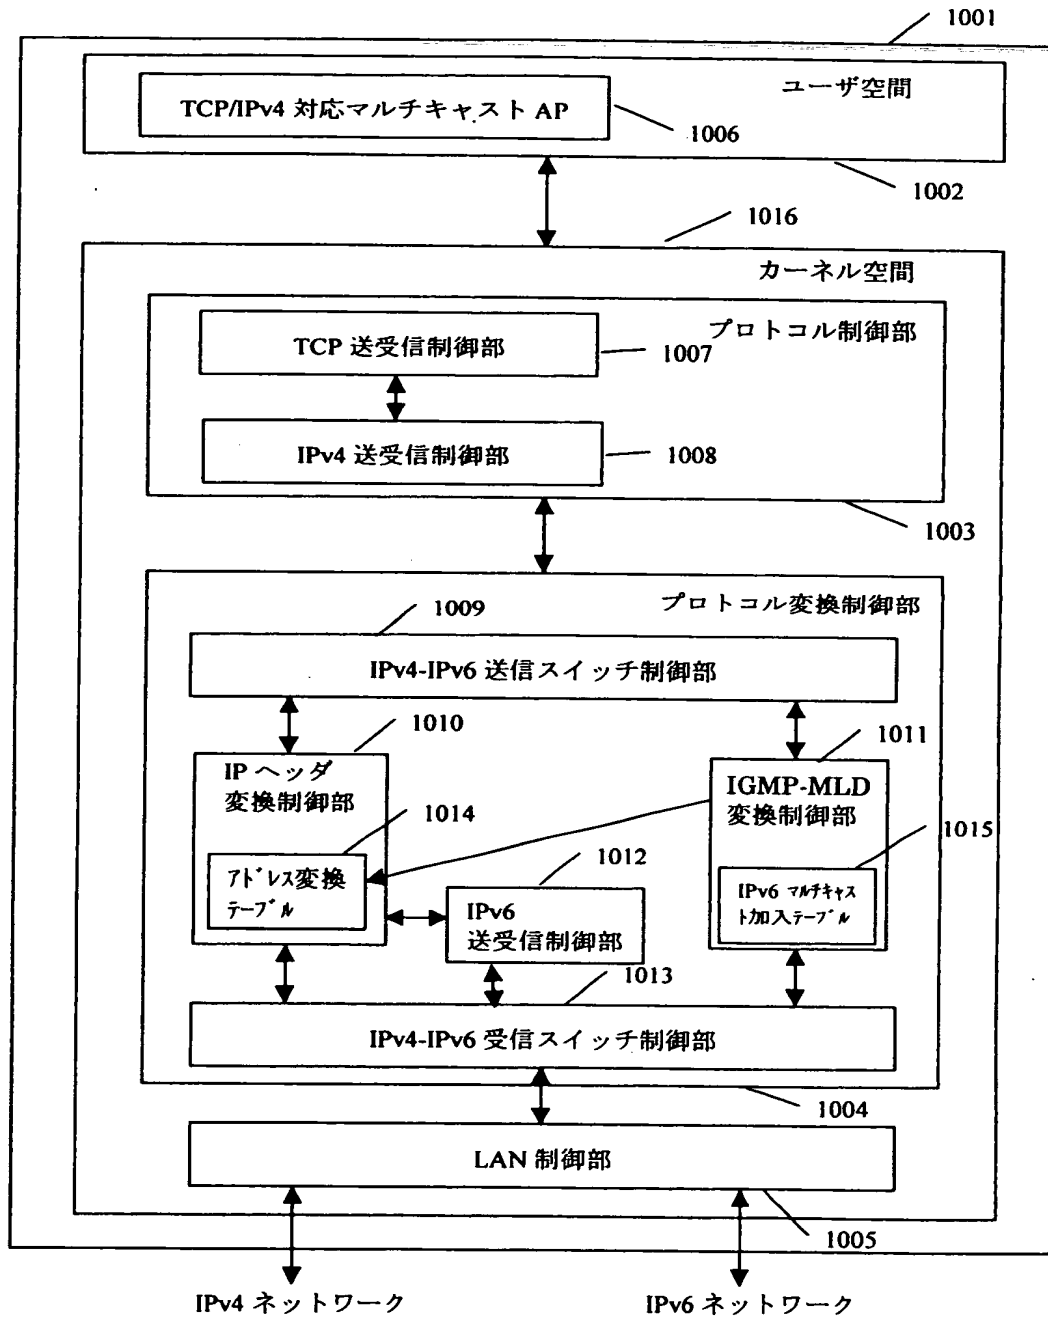 1001
ユーザ空間
TCP/IPv4 対応マルチキャスト AP
1006
1002
1016
カーネル空間
プロトコル制御部
TCP 送受信制御部
1007
IPv4 送受信制御部
1008
1003
プロトコル変換制御部
1009
IPv4-IPv6 送信スイッチ制御部
1010
1011
IP ヘッダ
変換制御部
IGMP-MLD
変換制御部
1014
1015
アドレス変換
テーブル
1012
IPv6
送受信制御部
IPv6 マルチキャス
ト加入テーブル
1013
IPv4-IPv6 受信スイッチ制御部
1004
LAN 制御部
1005
IPv4 ネットワーク
IPv6 ネットワーク